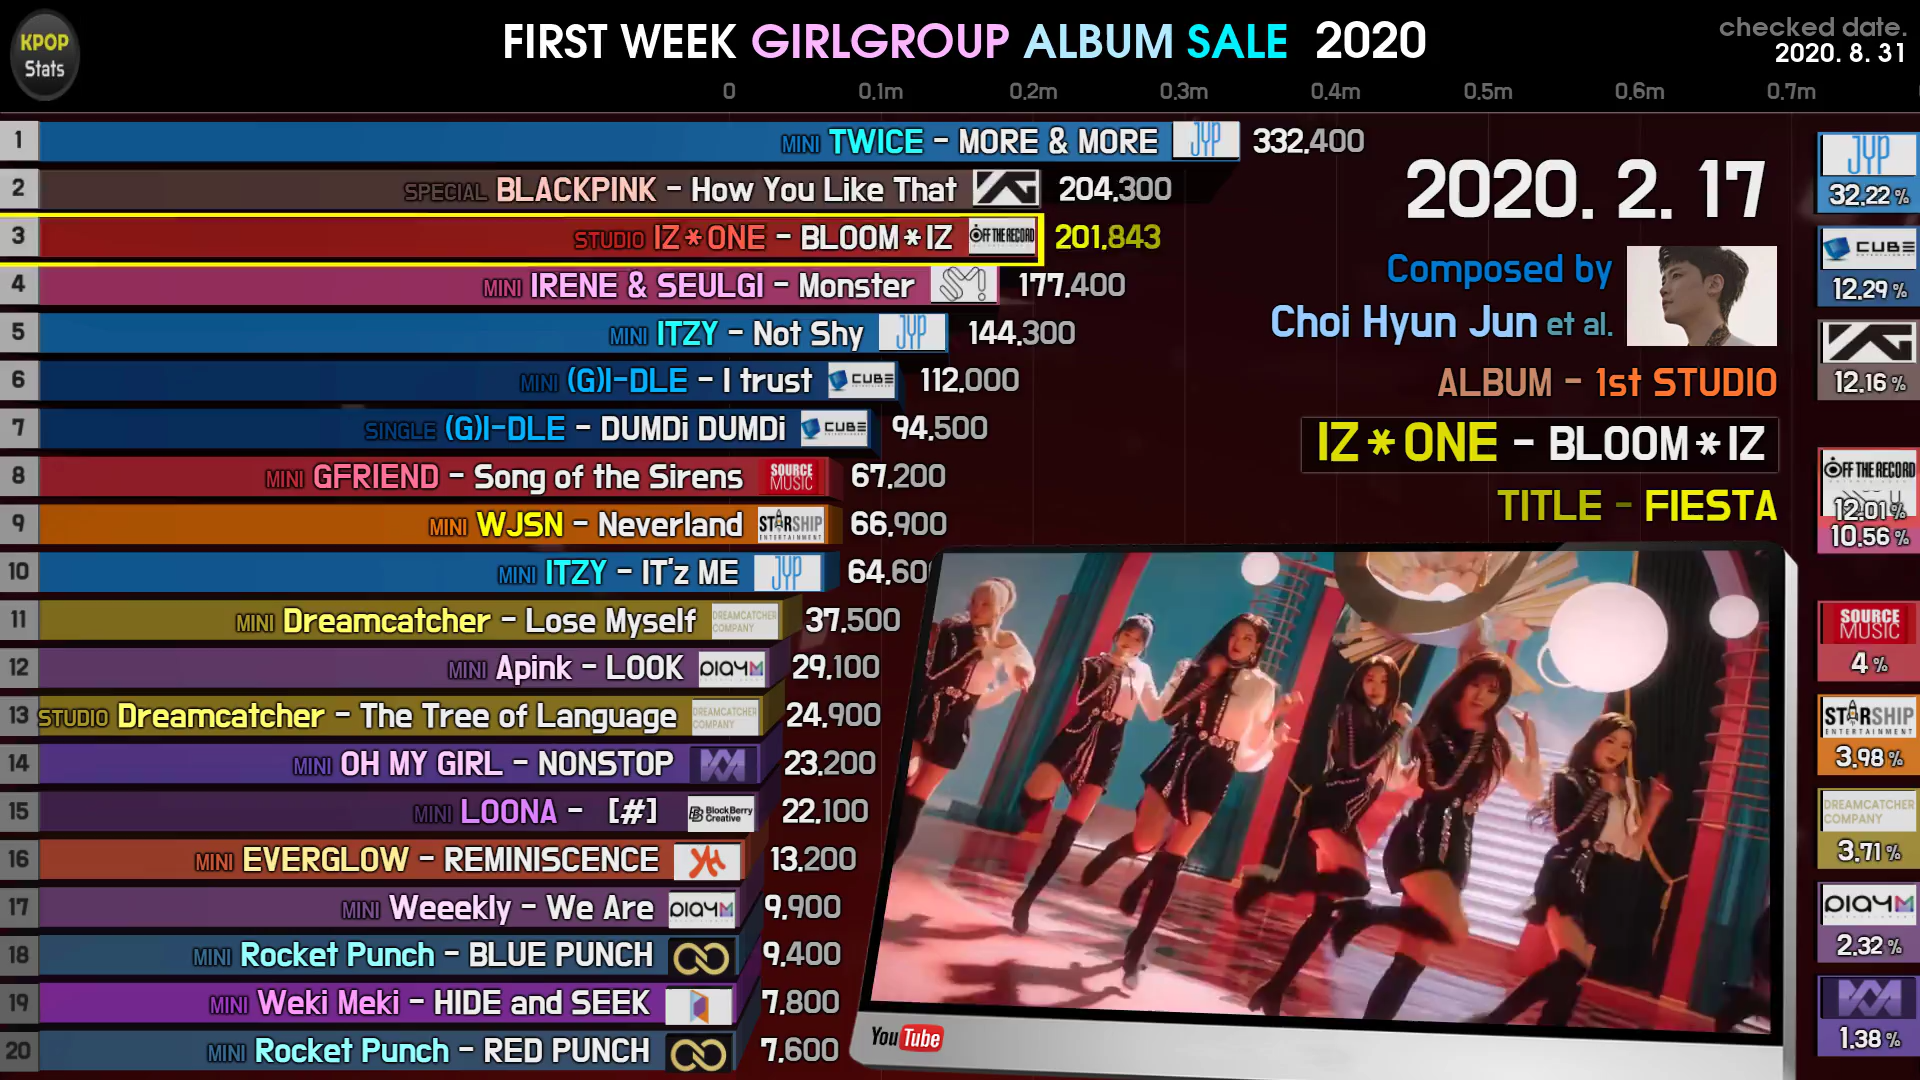 KPOP Stats
FIRST WEEK GIRLGROUP ALBUM SALE 2020
checked date.
2020. 8. 31
0 0.1m 0.2m 0.3m 0.4m 0.5m 0.6m 0.7m
1 MINI TWICE - MORE & MORE JYP 332,400
2 SPECIAL BLACKPINK - How You Like That YG 204,300
3 STUDIO IZ*ONE - BLOOM*IZ OFF THE RECORD 201,843
4 MINI IRENE & SEULGI - Monster SM! 177,400
5 MINI ITZY - Not Shy JYP 144,300
6 MINI (G)I-DLE - I trust CUBE 112,000
7 SINGLE (G)I-DLE - DUMDi DUMDi CUBE 94,500
8 MINI GFRIEND - Song of the Sirens SOURCE MUSIC 67,200
9 MINI WJSN - Neverland STARSHIP ENTERTAINMENT 66,900
10 MINI ITZY - IT'z ME JYP 64,60
11 MINI Dreamcatcher - Lose Myself DREAMCATCHER COMPANY 37,500
12 MINI Apink - LOOK PLAYM 29,100
13 STUDIO Dreamcatcher - The Tree of Language DREAMCATCHER COMPANY 24,900
14 MINI OH MY GIRL - NONSTOP WM 23,200
15 MINI LOONA - [#] BlockBerry Creative 22,100
16 MINI EVERGLOW - REMINISCENCE YH 13,200
17 MINI Weeekly - We Are PLAYM 9,900
18 MINI Rocket Punch - BLUE PUNCH 9,400
19 MINI Weki Meki - HIDE and SEEK 7,800
20 MINI Rocket Punch - RED PUNCH 7,600
2020. 2. 17
Composed by
Choi Hyun Jun et al.
ALBUM - 1st STUDIO
IZ*ONE - BLOOM*IZ
TITLE - FIESTA
YouTube
JYP
32.22 %
CUBE
12.29 %
YG
12.16 %
OFF THE RECORD
12.01 %
10.56 %
SOURCE MUSIC
4 %
STARSHIP ENTERTAINMENT
3.98 %
DREAMCATCHER COMPANY
3.71 %
PLAYM
2.32 %
WM
1.38 %